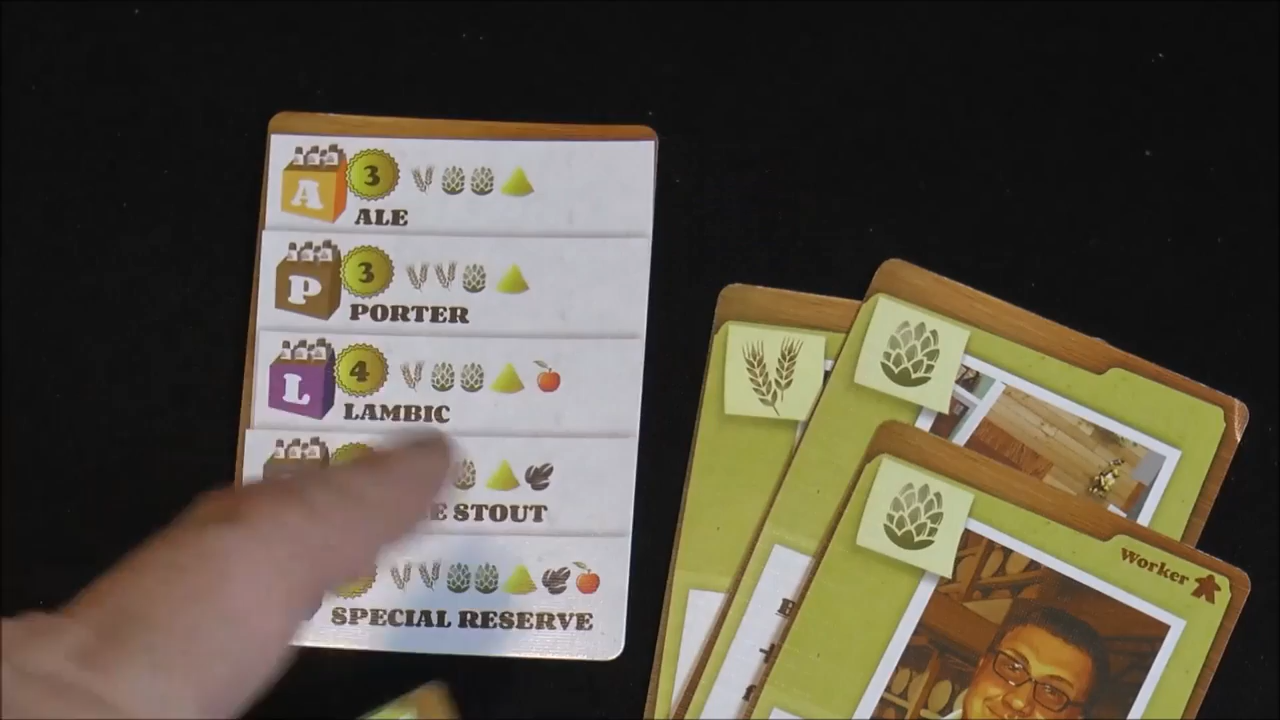 A 3
ALE
P 3
PORTER
L 4
LAMBIC
E STOUT
SPECIAL RESERVE
Worker